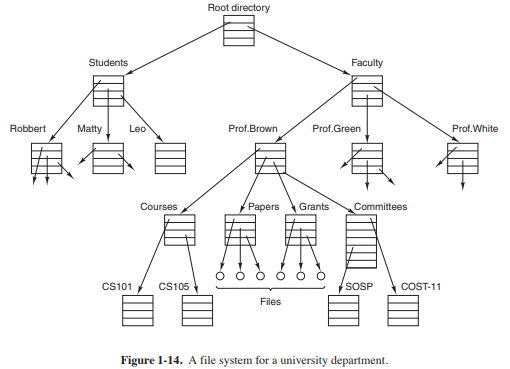 Root directory
Students
Faculty
Robbert
Matty
Leo
Prof.Brown
Prof.Green
Prof.White
Courses
Papers
Grants
Committees
CS101
CS105
SOSP
COST-11
Files
Figure 1-14. A file system for a university department.